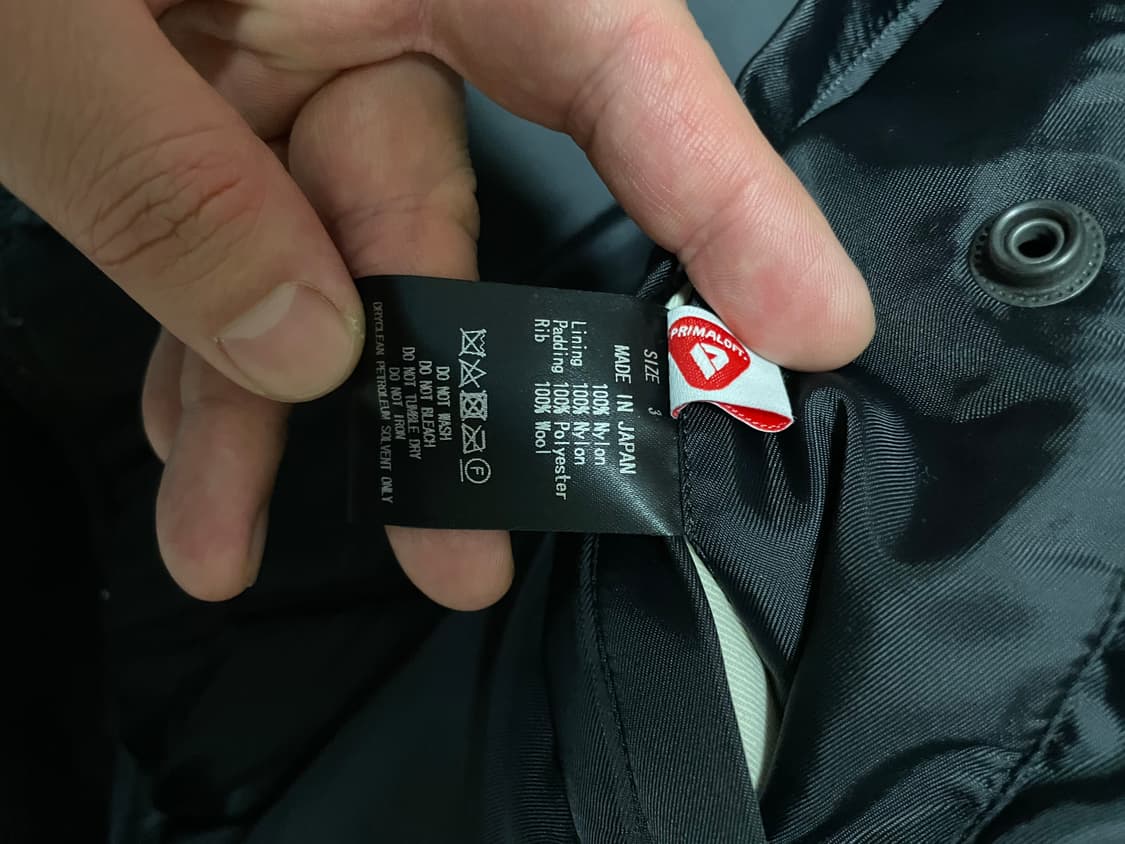 PRIMALOFT
SIZE 3
MADE IN JAPAN
100% Nylon
Lining 100% Nylon
Padding 100% Polyester
Rib 100% Wool
F
DO NOT WASH
DO NOT BLEACH
DO NOT TUMBLE DRY
DO NOT IRON
DRYCLEAN PETROLEUM SOLVENT ONLY